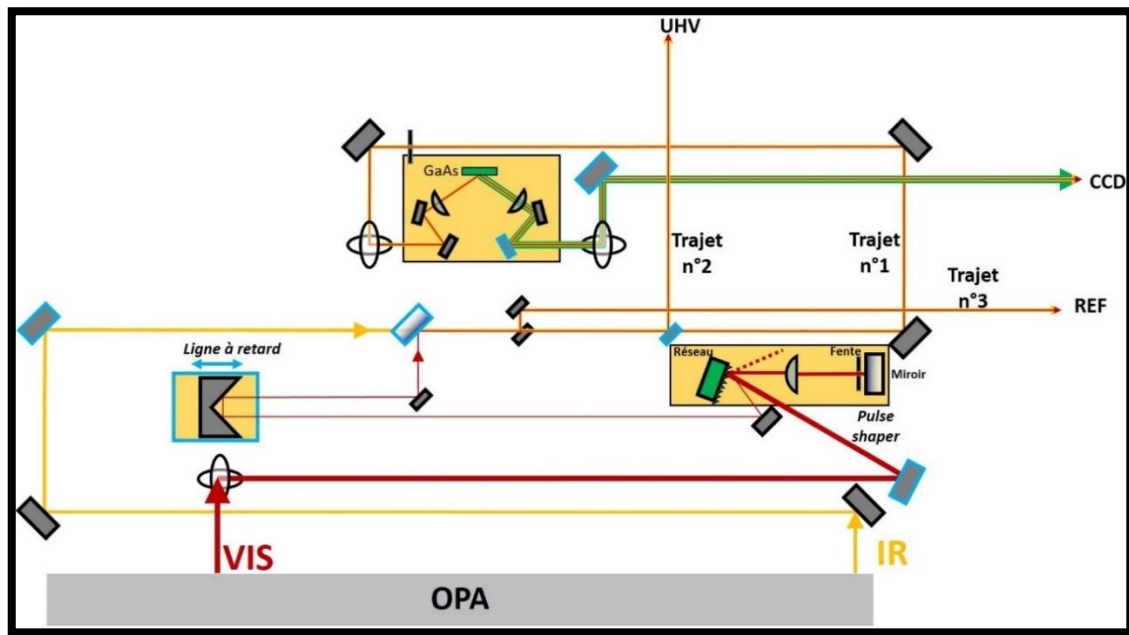 UHV
GaAs
CCD
Trajet
n°2
Trajet
n°1
Trajet
n°3
REF
Ligne à retard
Réseau
Fente
Miroir
Pulse
shaper
VIS
IR
OPA